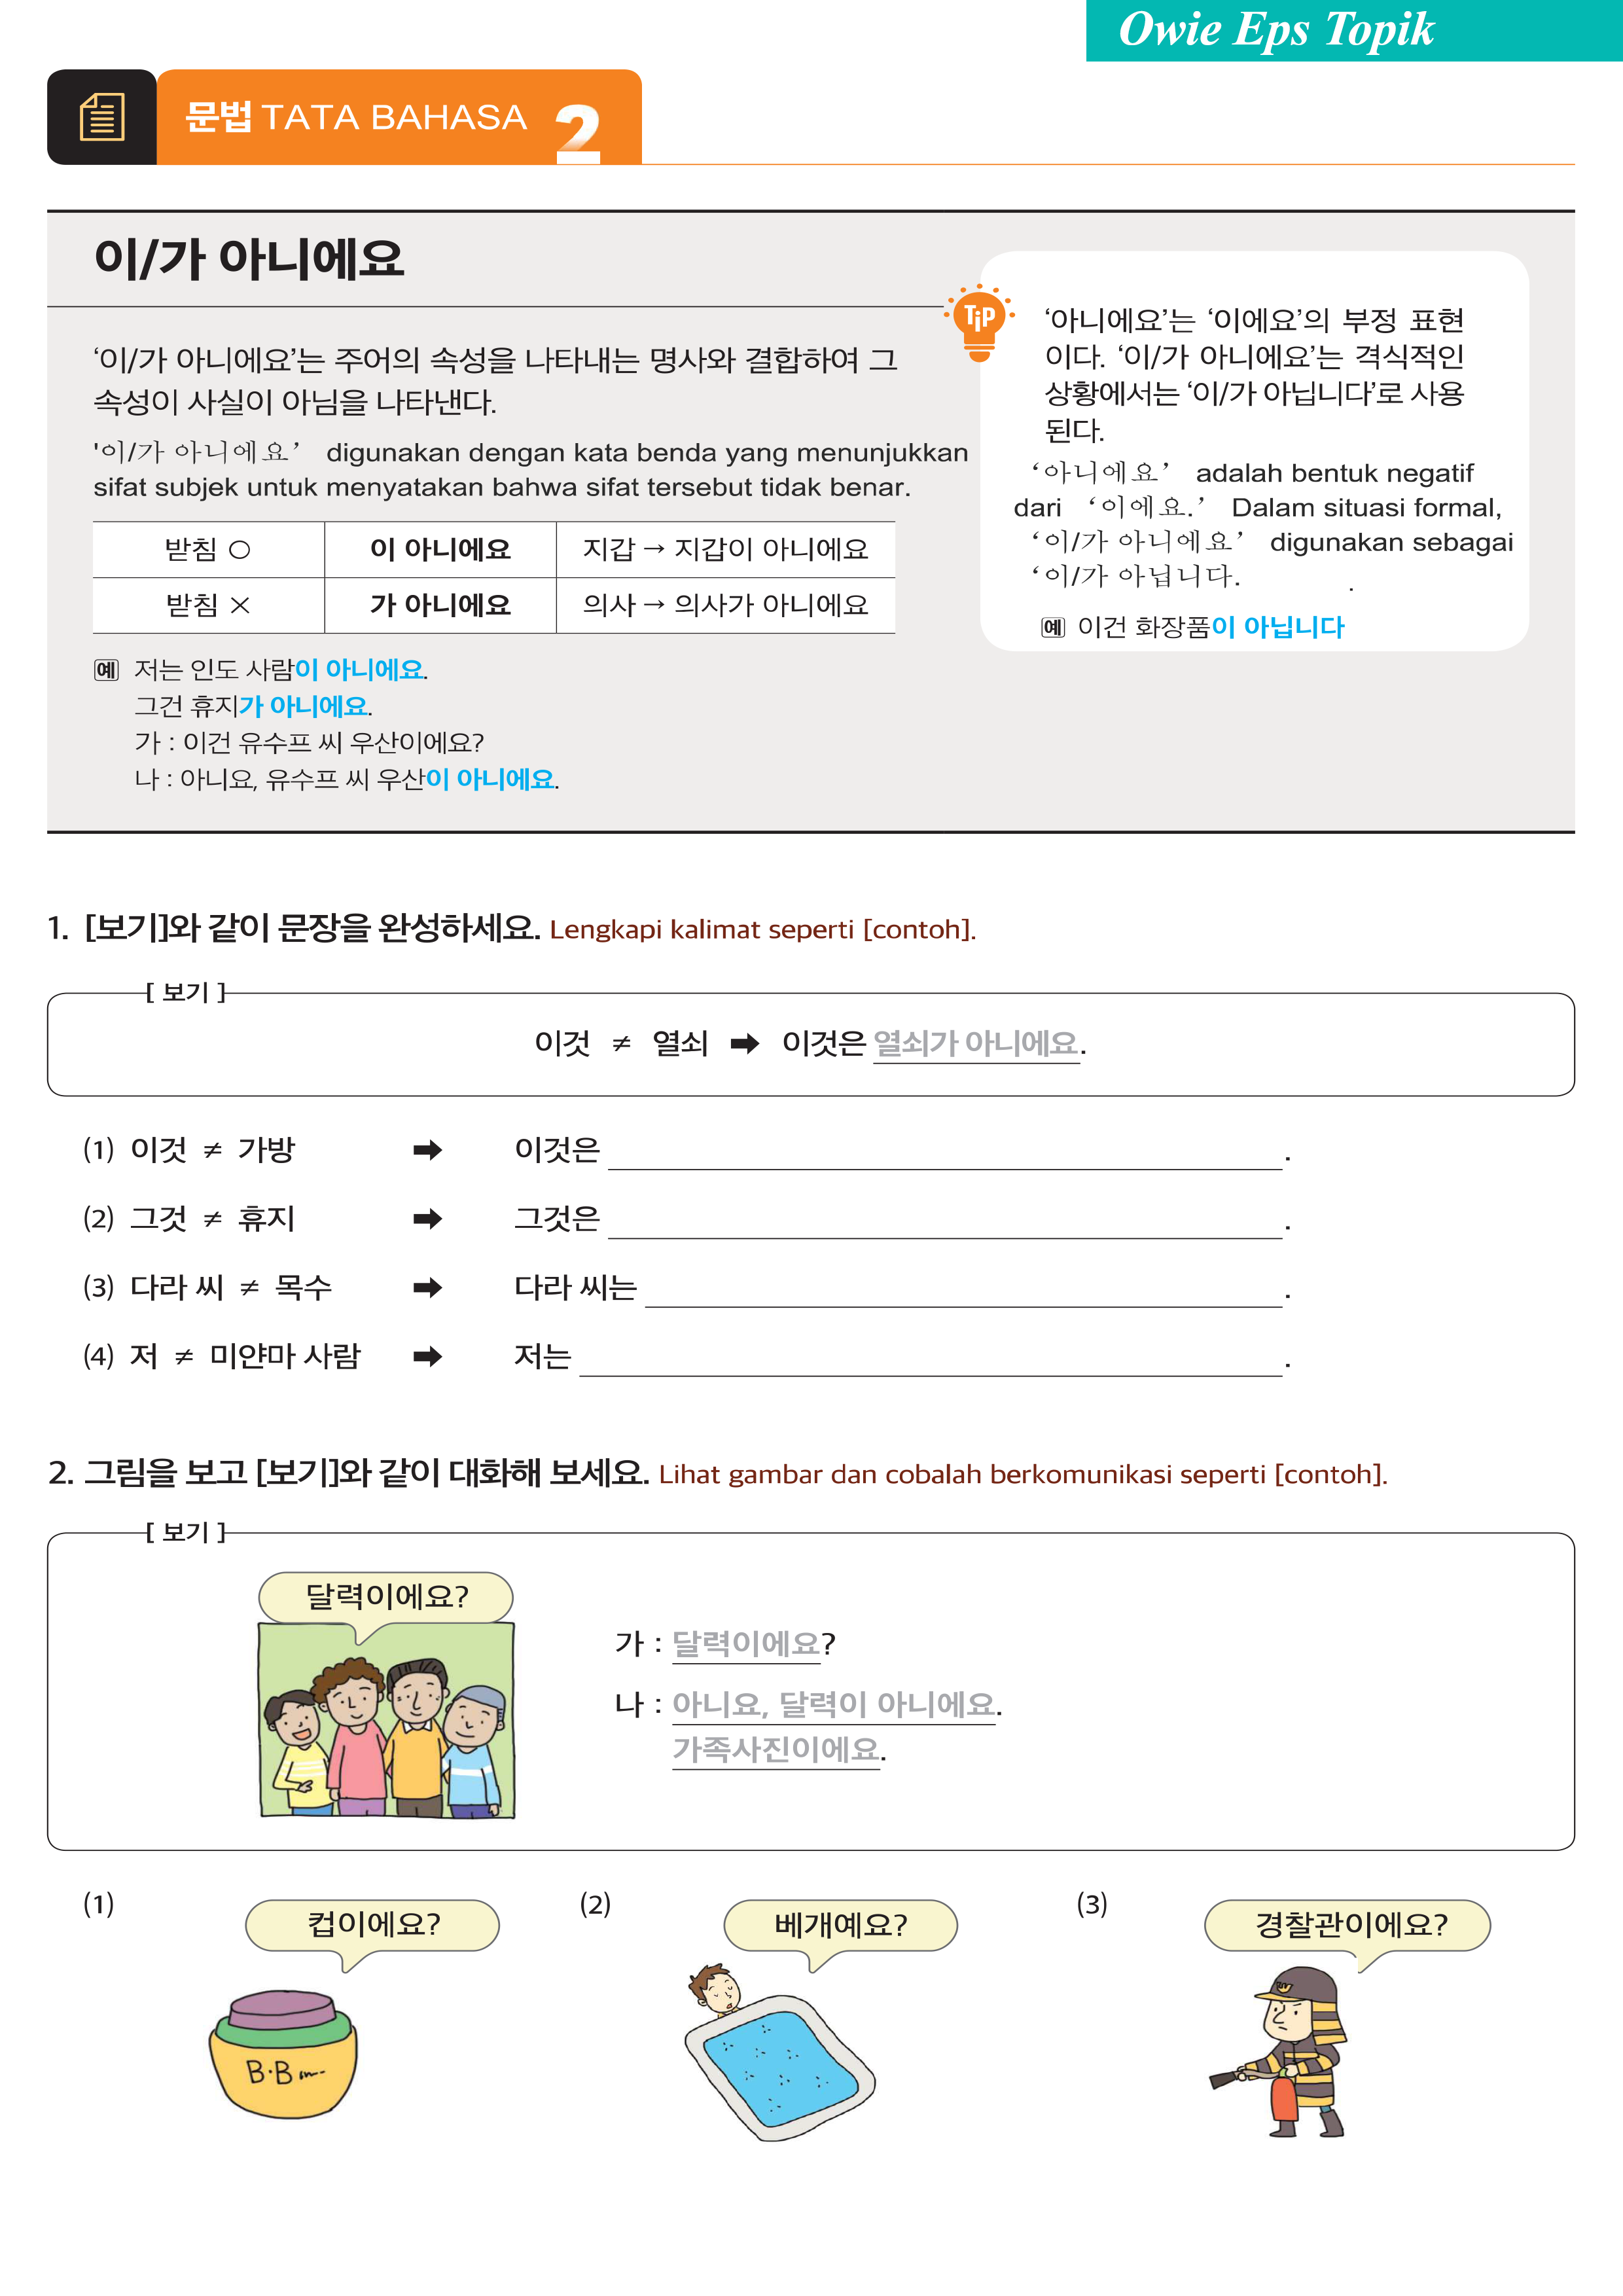 Owie Eps Topik
문법 TATA BAHASA 2
이/가 아니에요
‘이/가 아니에요’는 주어의 속성을 나타내는 명사와 결합하여 그
속성이 사실이 아님을 나타낸다.
'이/가 아니에요’ digunakan dengan kata benda yang menunjukkan
sifat subjek untuk menyatakan bahwa sifat tersebut tidak benar.
받침 ○ 이 아니에요 지갑 → 지갑이 아니에요
받침 × 가 아니에요 의사 → 의사가 아니에요
예 저는 인도 사람이 아니에요.
그건 휴지가 아니에요.
가 : 이건 유수프 씨 우산이에요?
나 : 아니요, 유수프 씨 우산이 아니에요.
Tip
‘아니에요’는 ‘이에요’의 부정 표현
이다. ‘이/가 아니에요’는 격식적인
상황에서는 ‘이/가 아닙니다’로 사용
된다.
‘아니에요’ adalah bentuk negatif
dari ‘이에요.’ Dalam situasi formal,
‘이/가 아니에요’ digunakan sebagai
‘이/가 아닙니다. .
예 이건 화장품이 아닙니다
1. [보기]와 같이 문장을 완성하세요. Lengkapi kalimat seperti [contoh].
[ 보기 ]
이것 ≠ 열쇠 ➡ 이것은 열쇠가 아니에요.
(1) 이것 ≠ 가방 ➡ 이것은 .
(2) 그것 ≠ 휴지 ➡ 그것은 .
(3) 다라 씨 ≠ 목수 ➡ 다라 씨는 .
(4) 저 ≠ 미얀마 사람 ➡ 저는 .
2. 그림을 보고 [보기]와 같이 대화해 보세요. Lihat gambar dan cobalah berkomunikasi seperti [contoh].
[ 보기 ]
달력이에요?
가 : 달력이에요?
나 : 아니요, 달력이 아니에요.
가족사진이에요.
(1) 컵이에요?
B·B
(2) 베개예요?
(3) 경찰관이에요?